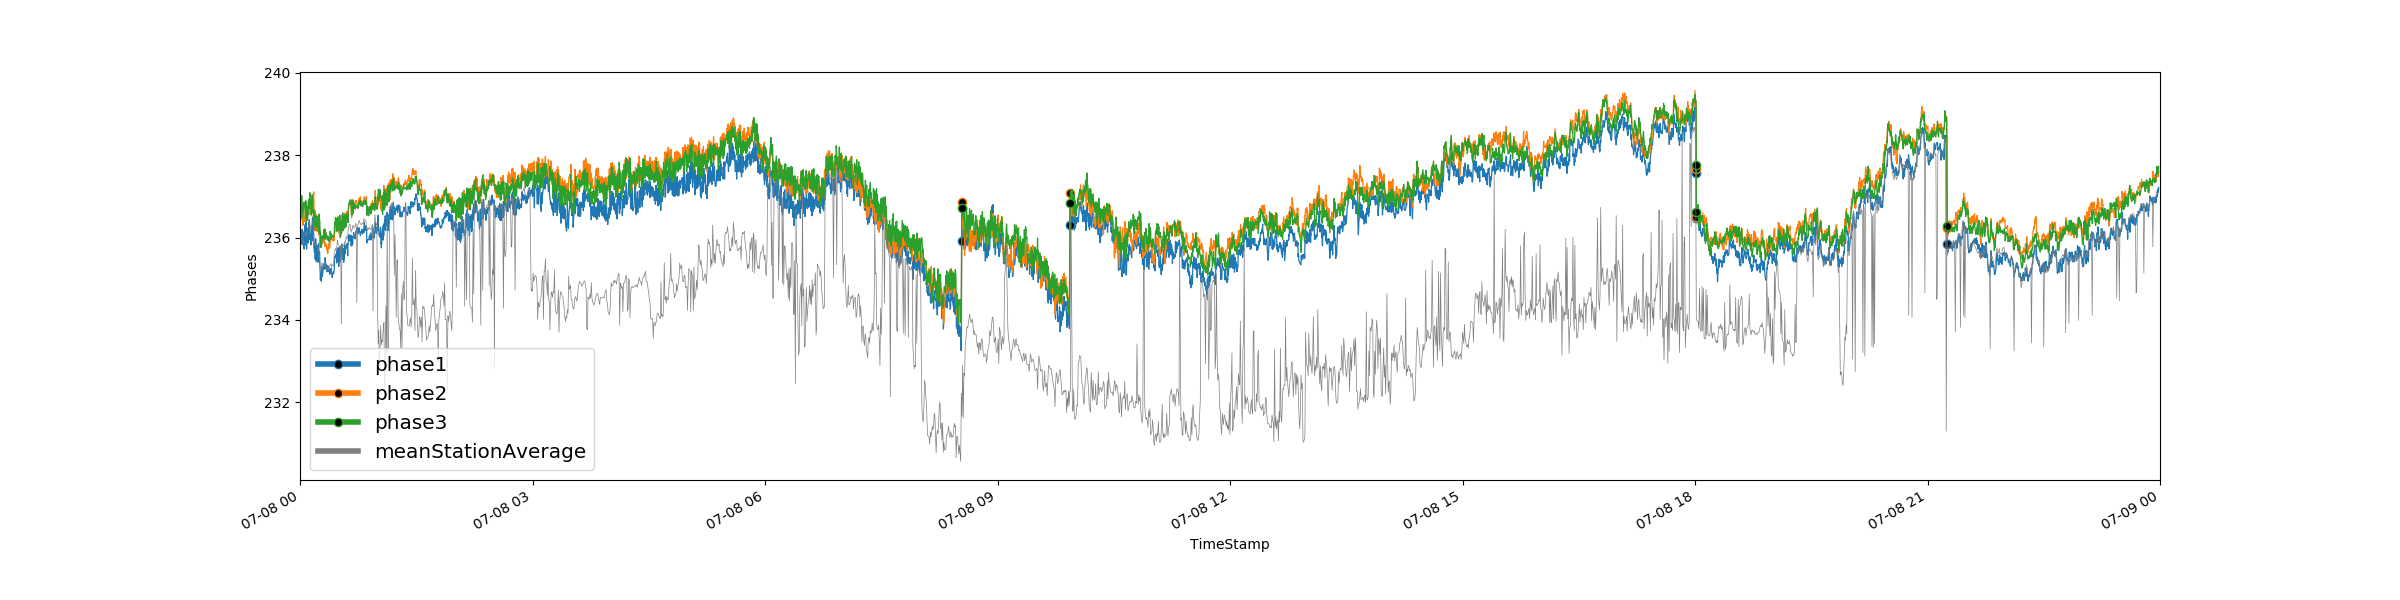 240
238
236
234
232
Phases
phase1
phase2
phase3
meanStationAverage
07-08 00
07-08 03
07-08 06
07-08 09
07-08 12
07-08 15
07-08 18
07-08 21
07-09 00
TimeStamp